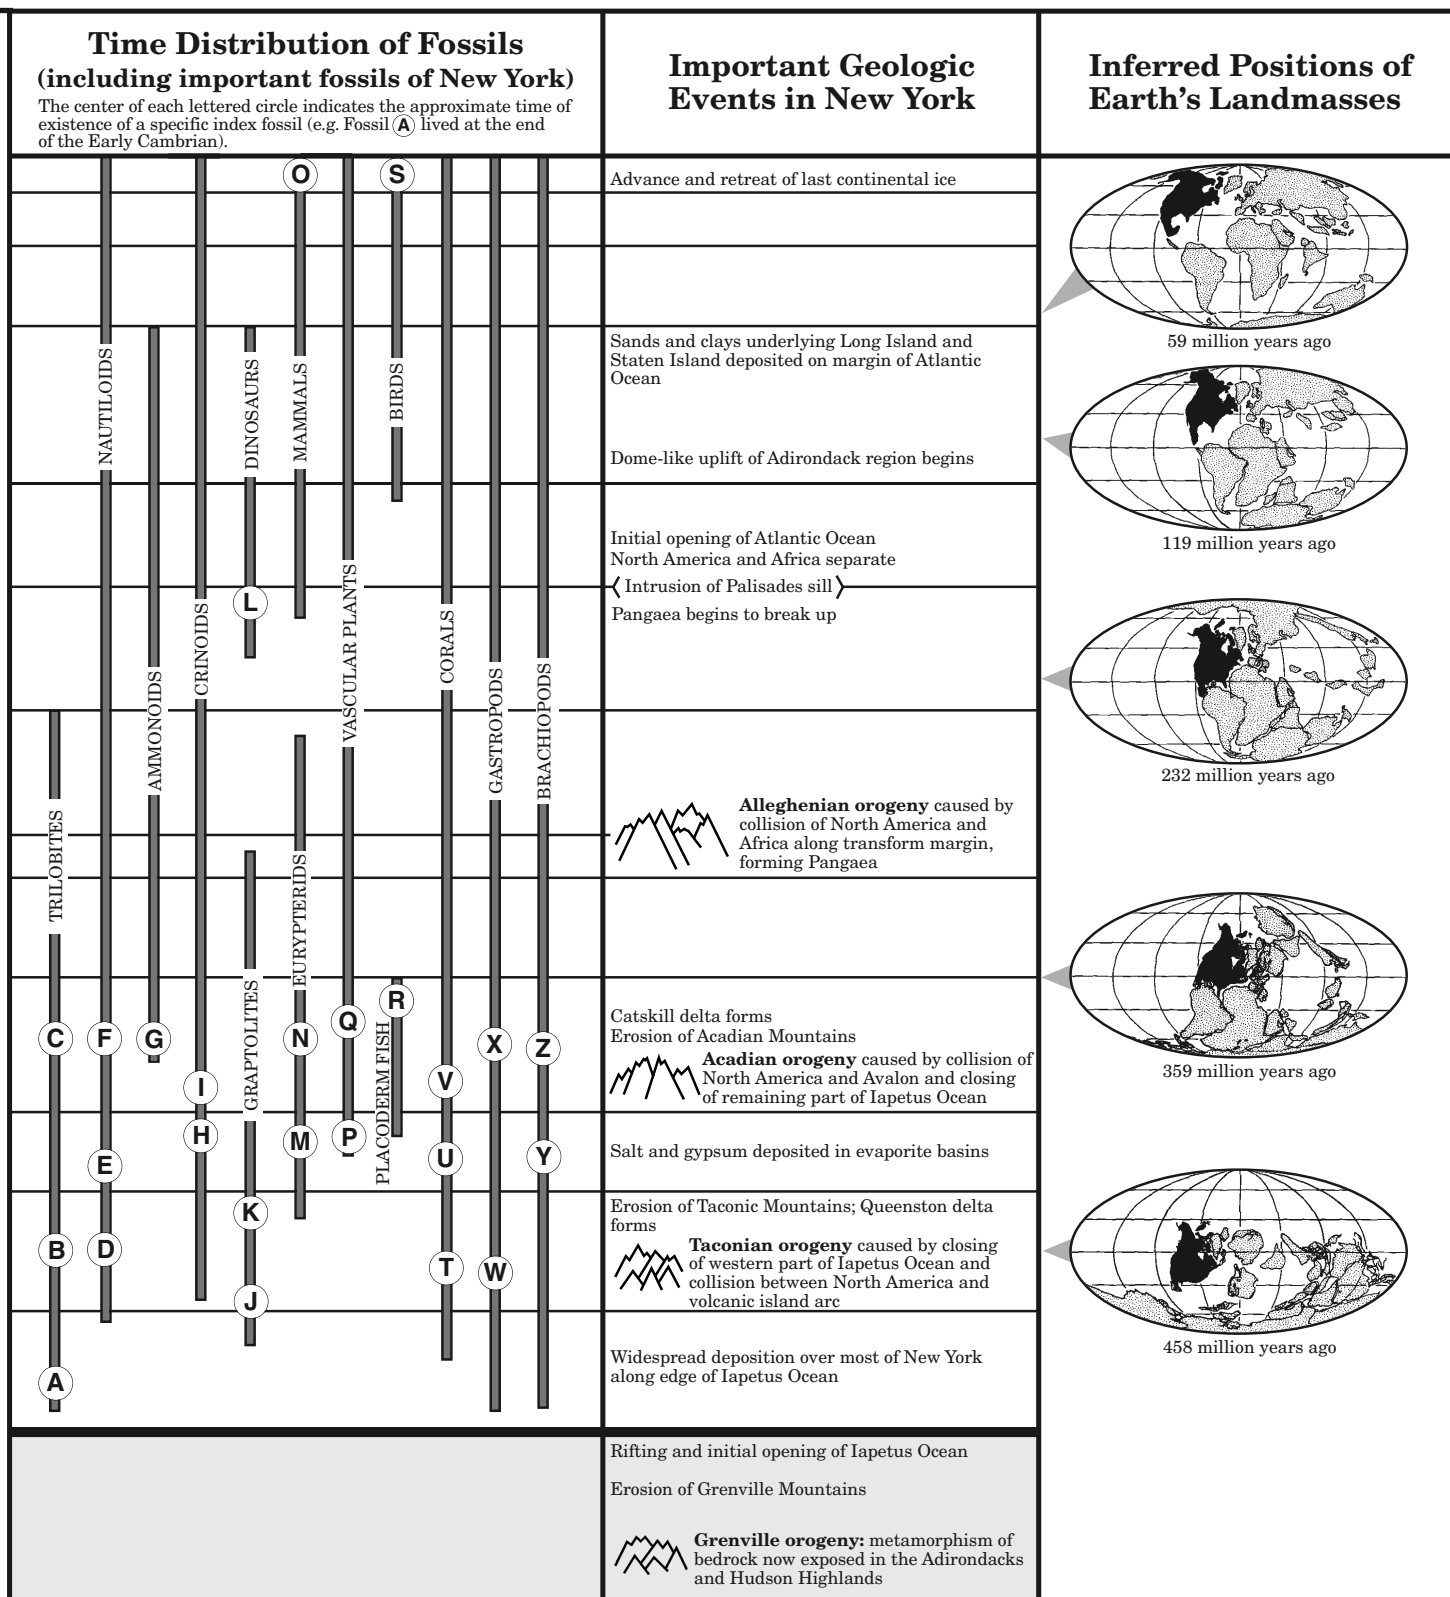 Time Distribution of Fossils
(including important fossils of New York)
The center of each lettered circle indicates the approximate time of
existence of a specific index fossil (e.g. Fossil A lived at the end
of the Early Cambrian).
Important Geologic
Events in New York
Inferred Positions of
Earth's Landmasses
O
S
NAUTILOIDS
DINOSAURS
MAMMALS
BIRDS
L
CRINOIDS
VASCULAR PLANTS
CORALS
AMMONOIDS
GASTROPODS
BRACHIOPODS
TRILOBITES
EURYPTERIDS
GRAPTOLITES
PLACODERM FISH
R
Q
C
F
G
N
X
Z
V
I
H
M
P
E
U
Y
K
B
D
T
W
J
A
Advance and retreat of last continental ice
Sands and clays underlying Long Island and
Staten Island deposited on margin of Atlantic
Ocean
Dome-like uplift of Adirondack region begins
Initial opening of Atlantic Ocean
North America and Africa separate
Intrusion of Palisades sill
Pangaea begins to break up
Alleghenian orogeny caused by
collision of North America and
Africa along transform margin,
forming Pangaea
Catskill delta forms
Erosion of Acadian Mountains
Acadian orogeny caused by collision of
North America and Avalon and closing
of remaining part of Iapetus Ocean
Salt and gypsum deposited in evaporite basins
Erosion of Taconic Mountains; Queenston delta
forms
Taconian orogeny caused by closing
of western part of Iapetus Ocean and
collision between North America and
volcanic island arc
Widespread deposition over most of New York
along edge of Iapetus Ocean
Rifting and initial opening of Iapetus Ocean
Erosion of Grenville Mountains
Grenville orogeny: metamorphism of
bedrock now exposed in the Adirondacks
and Hudson Highlands
59 million years ago
119 million years ago
232 million years ago
359 million years ago
458 million years ago